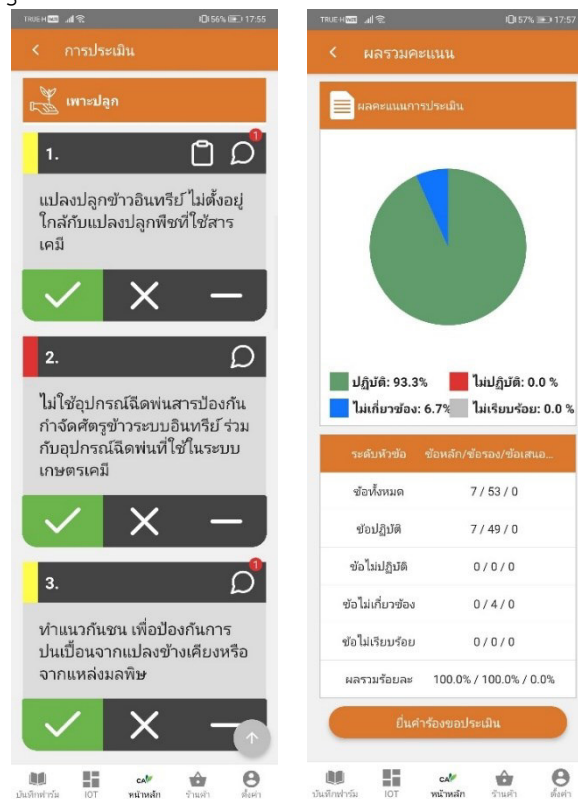 TRUE-H 56% 17:55
การประเมิน
เพาะปลูก
1.
1
แปลงปลูกข้าวอินทรีย์ ไม่ตั้งอยู่
ใกล้กับแปลงปลูกพืชที่ใช้สาร
เคมี
2.
ไม่ใช้อุปกรณ์ฉีดพ่นสารป้องกัน
กำจัดศัตรูข้าวระบบอินทรีย์ ร่วม
กับอุปกรณ์ฉีดพ่นที่ใช้ในระบบ
เกษตรเคมี
3.
1
ทำแนวกันชน เพื่อป้องกันการ
ปนเปื้อนจากแปลงข้างเคียงหรือ
จากแหล่งมลพิษ
บันทึกฟาร์ม IOT หน้าหลัก ร้านค้า ตั้งค่า
TRUE-H 57% 17:57
ผลรวมคะแนน
ผลคะแนนการประเมิน
ปฏิบัติ: 93.3% ไม่ปฏิบัติ: 0.0 %
ไม่เกี่ยวข้อง: 6.7% ไม่เรียบร้อย: 0.0 %
ระดับหัวข้อ ข้อหลัก/ข้อรอง/ข้อเสนอ...
ข้อทั้งหมด 7 / 53 / 0
ข้อปฏิบัติ 7 / 49 / 0
ข้อไม่ปฏิบัติ 0 / 0 / 0
ข้อไม่เกี่ยวข้อง 0 / 4 / 0
ข้อไม่เรียบร้อย 0 / 0 / 0
ผลรวมร้อยละ 100.0% / 100.0% / 0.0%
ยื่นคำร้องขอประเมิน
บันทึกฟาร์ม IOT หน้าหลัก ร้านค้า ตั้งค่า